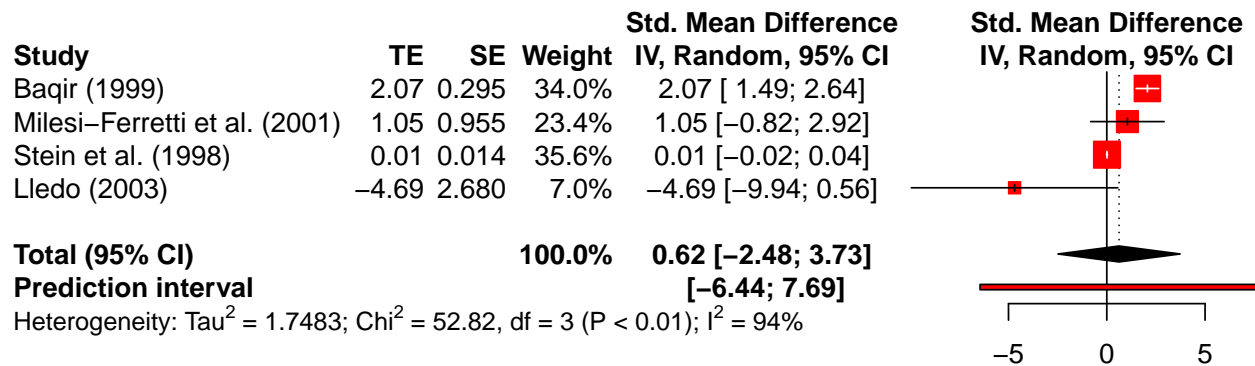 Std. Mean Difference Std. Mean Difference
Study TE SE Weight IV, Random, 95% CI IV, Random, 95% CI
Baqir (1999) 2.07 0.295 34.0% 2.07 [ 1.49; 2.64]
Milesi−Ferretti et al. (2001) 1.05 0.955 23.4% 1.05 [−0.82; 2.92]
Stein et al. (1998) 0.01 0.014 35.6% 0.01 [−0.02; 0.04]
Lledo (2003) −4.69 2.680 7.0% −4.69 [−9.94; 0.56]
Total (95% CI) 100.0% 0.62 [−2.48; 3.73]
Prediction interval [−6.44; 7.69]
Heterogeneity: Tau² = 1.7483; Chi² = 52.82, df = 3 (P < 0.01); I² = 94%
−5 0 5